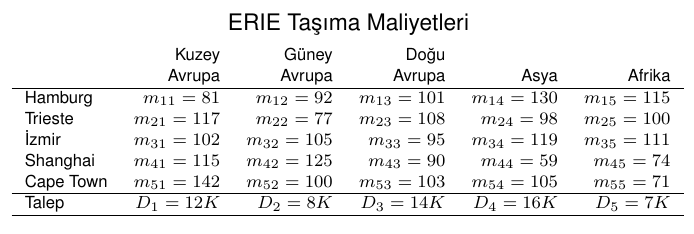 ERIE Taşıma Maliyetleri
Kuzey Güney Doğu
Avrupa Avrupa Avrupa Asya Afrika
Hamburg m11 = 81 m12 = 92 m13 = 101 m14 = 130 m15 = 115
Trieste m21 = 117 m22 = 77 m23 = 108 m24 = 98 m25 = 100
İzmir m31 = 102 m32 = 105 m33 = 95 m34 = 119 m35 = 111
Shanghai m41 = 115 m42 = 125 m43 = 90 m44 = 59 m45 = 74
Cape Town m51 = 142 m52 = 100 m53 = 103 m54 = 105 m55 = 71
Talep D1 = 12K D2 = 8K D3 = 14K D4 = 16K D5 = 7K